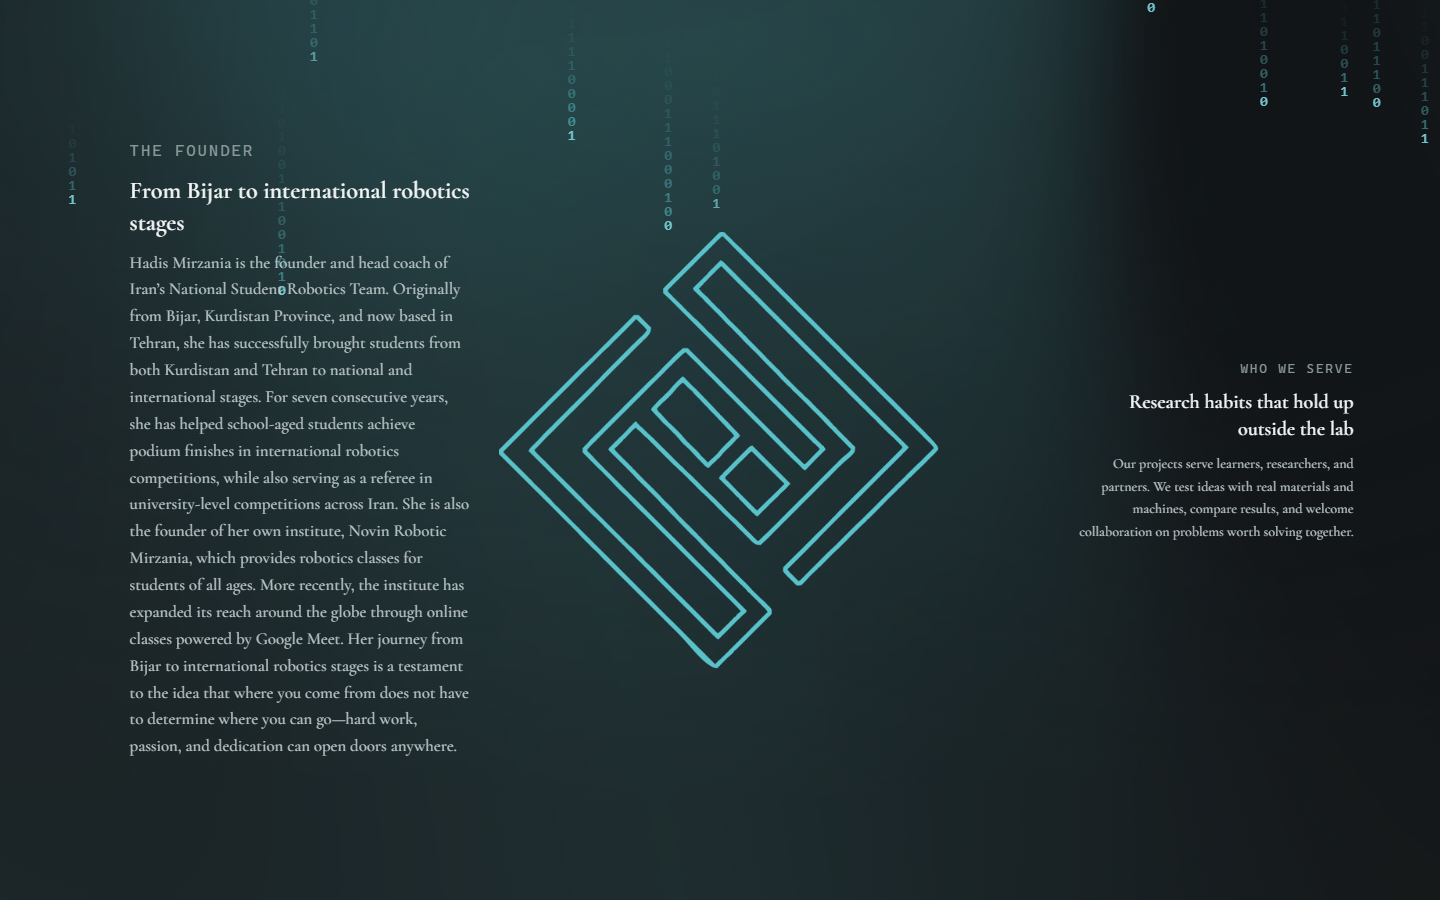 THE FOUNDER
From Bijar to international robotics
stages
Hadis Mirzania is the founder and head coach of
Iran’s National Student Robotics Team. Originally
from Bijar, Kurdistan Province, and now based in
Tehran, she has successfully brought students from
both Kurdistan and Tehran to national and
international stages. For seven consecutive years,
she has helped school-aged students achieve
podium finishes in international robotics
competitions, while also serving as a referee in
university-level competitions across Iran. She is also
the founder of her own institute, Novin Robotic
Mirzania, which provides robotics classes for
students of all ages. More recently, the institute has
expanded its reach around the globe through online
classes powered by Google Meet. Her journey from
Bijar to international robotics stages is a testament
to the idea that where you come from does not have
to determine where you can go—hard work,
passion, and dedication can open doors anywhere.
WHO WE SERVE
Research habits that hold up
outside the lab
Our projects serve learners, researchers, and
partners. We test ideas with real materials and
machines, compare results, and welcome
collaboration on problems worth solving together.